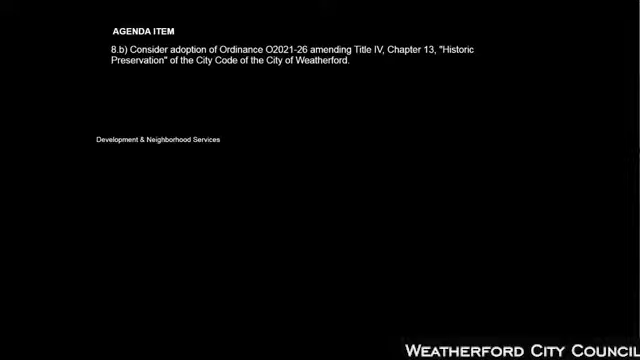 AGENDA ITEM
8.b) Consider adoption of Ordinance O2021-26 amending Title IV, Chapter 13, "Historic
Preservation" of the City Code of the City of Weatherford.
Development & Neighborhood Services
WEATHERFORD CITY COUNCIL